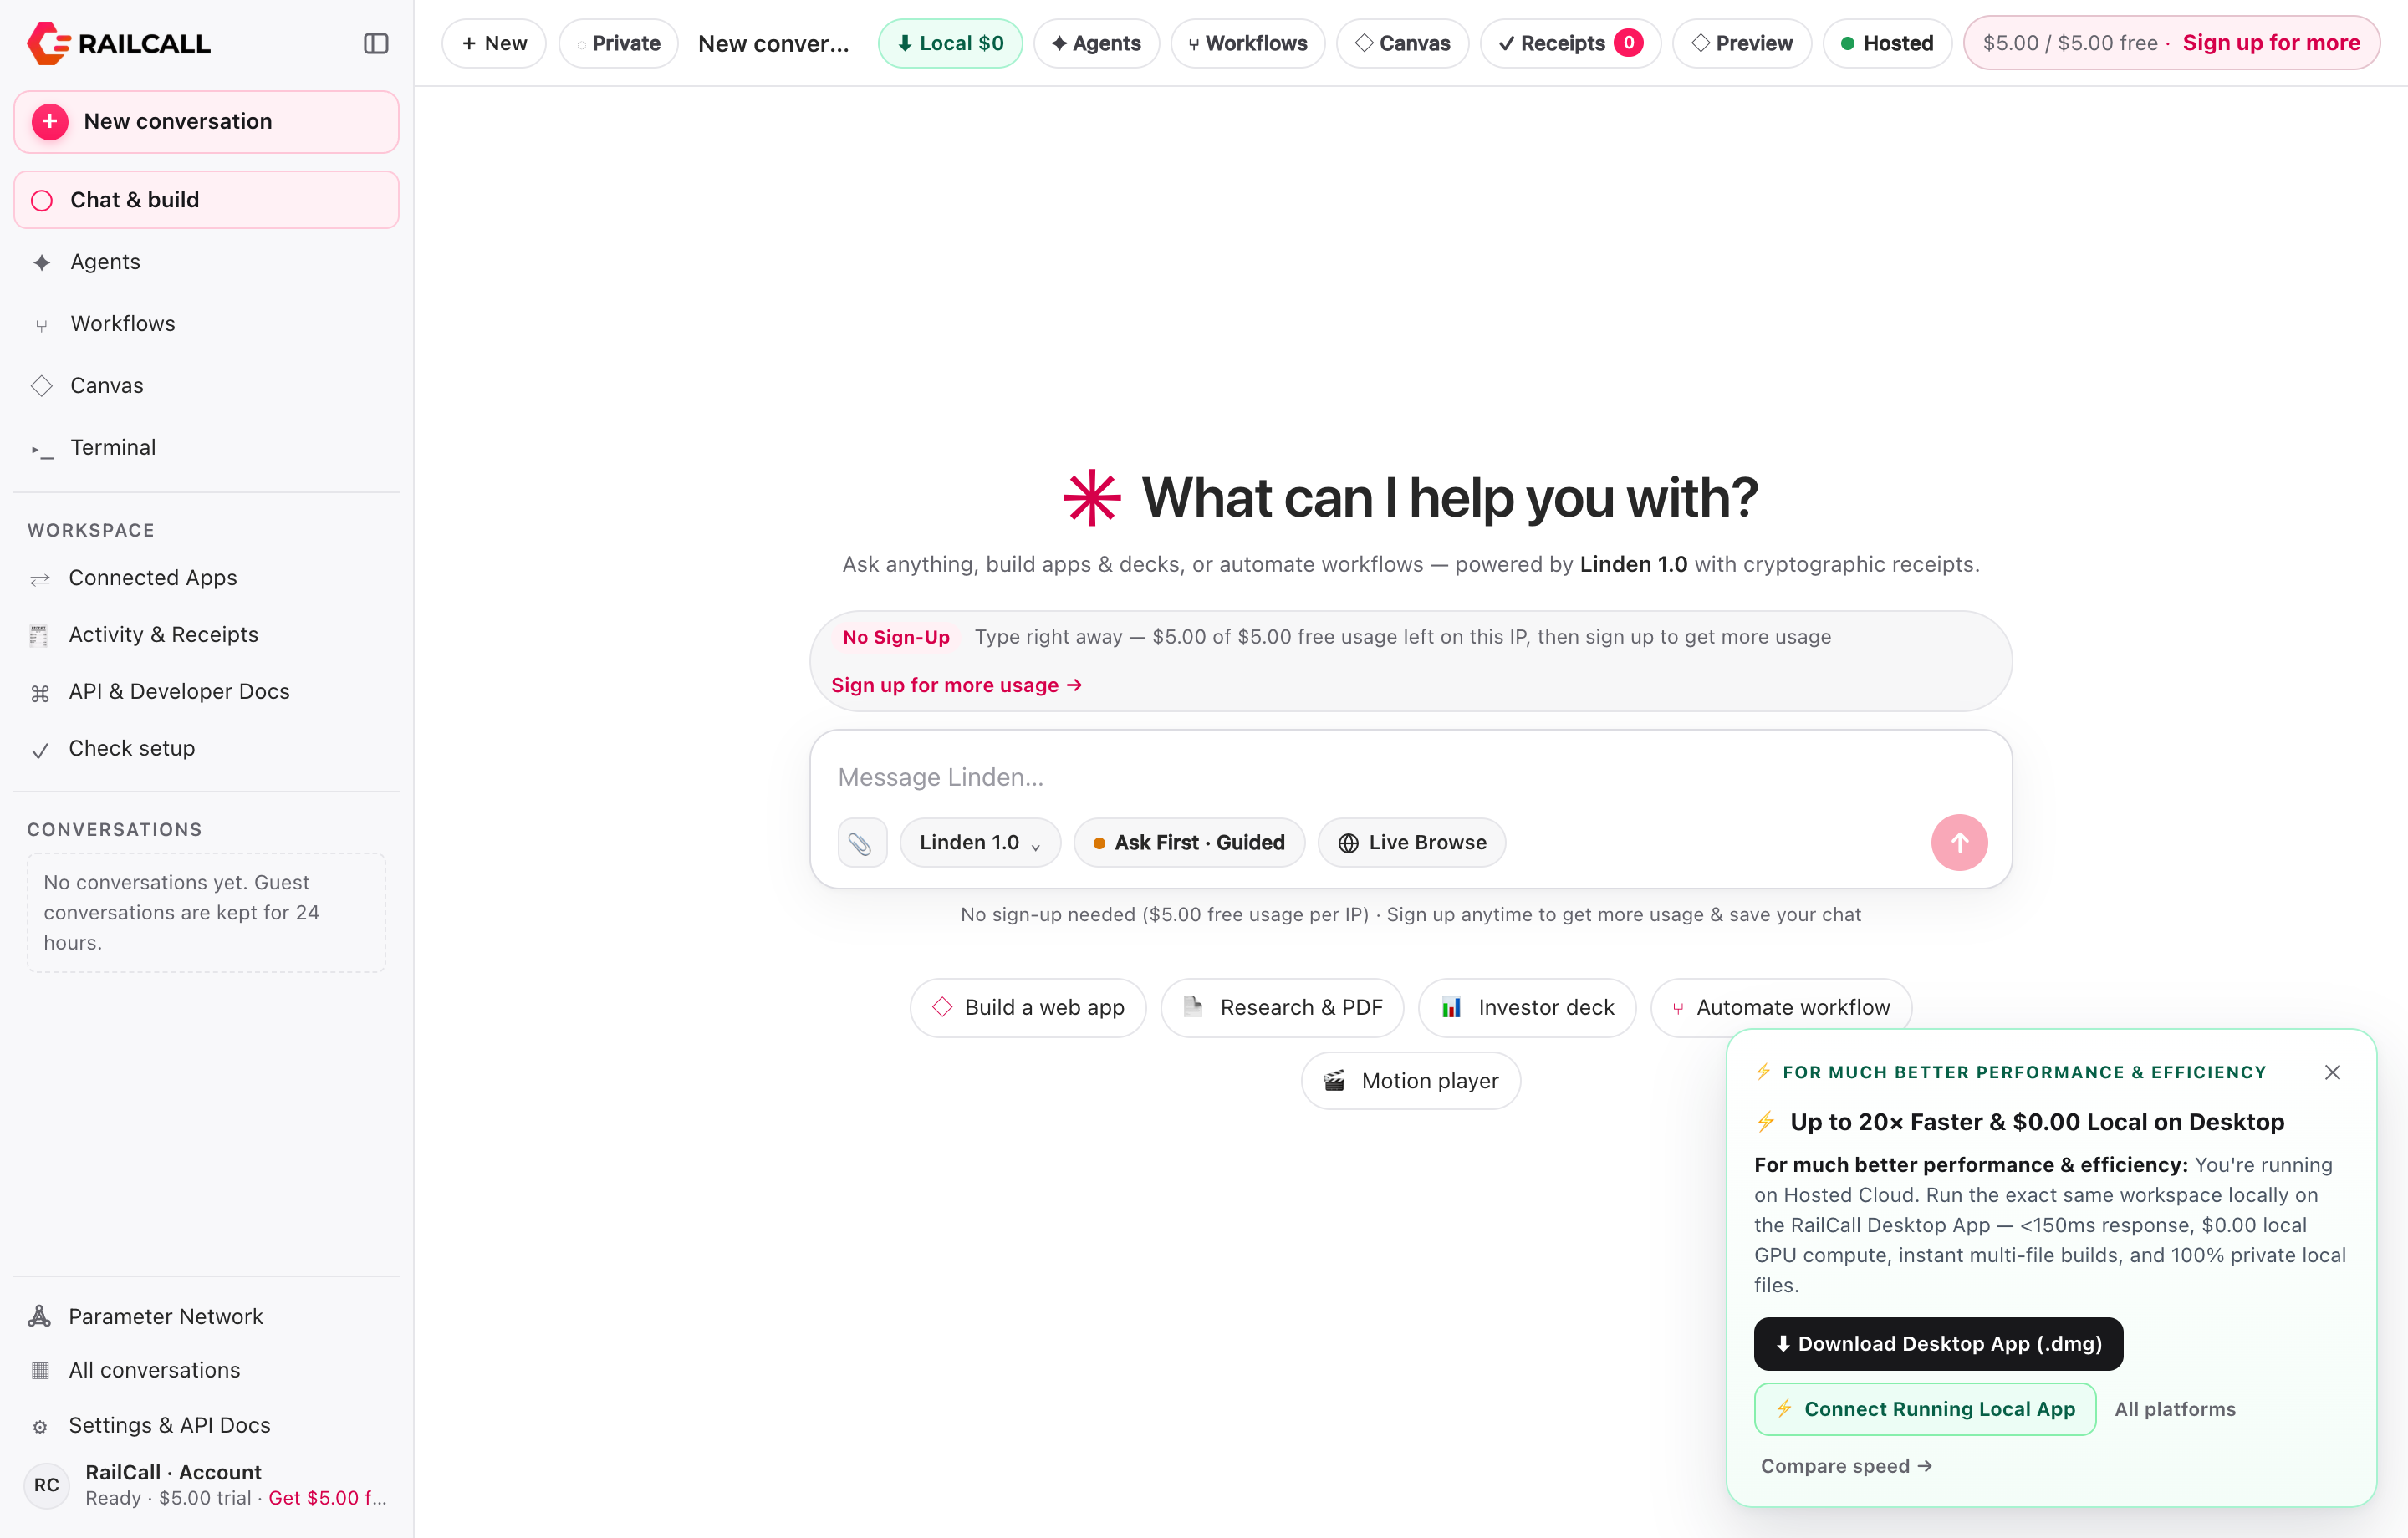 RAILCALL
New conversation
Chat & build
Agents
Workflows
Canvas
Terminal
WORKSPACE
Connected Apps
Activity & Receipts
API & Developer Docs
Check setup
CONVERSATIONS
No conversations yet. Guest
conversations are kept for 24
hours.
Parameter Network
All conversations
Settings & API Docs
RC
RailCall · Account
Ready · $5.00 trial · Get $5.00 f...
+ New
Private
New conver...
Local $0
Agents
Workflows
Canvas
Receipts 0
Preview
Hosted
$5.00 / $5.00 free · Sign up for more
What can I help you with?
Ask anything, build apps & decks, or automate workflows — powered by Linden 1.0 with cryptographic receipts.
No Sign-Up Type right away — $5.00 of $5.00 free usage left on this IP, then sign up to get more usage
Sign up for more usage →
Message Linden...
Linden 1.0
Ask First · Guided
Live Browse
No sign-up needed ($5.00 free usage per IP) · Sign up anytime to get more usage & save your chat
Build a web app
Research & PDF
Investor deck
Automate workflow
Motion player
FOR MUCH BETTER PERFORMANCE & EFFICIENCY
Up to 20× Faster & $0.00 Local on Desktop
For much better performance & efficiency: You're running
on Hosted Cloud. Run the exact same workspace locally on
the RailCall Desktop App — <150ms response, $0.00 local
GPU compute, instant multi-file builds, and 100% private local
files.
Download Desktop App (.dmg)
Connect Running Local App
All platforms
Compare speed →